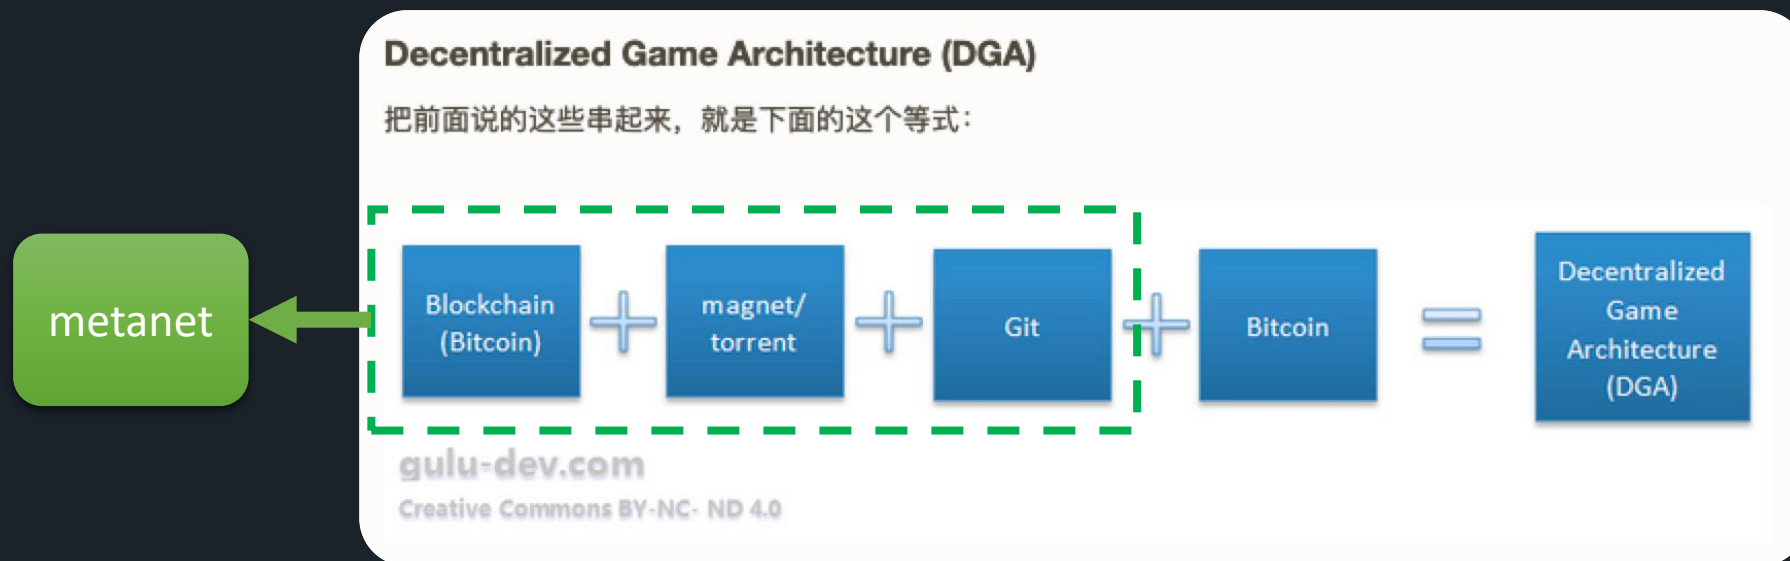 Decentralized Game Architecture (DGA)
把前面说的这些串起来，就是下面的这个等式：
metanet
Blockchain
(Bitcoin)
magnet/
torrent
Git
Bitcoin
Decentralized
Game
Architecture
(DGA)
gulu-dev.com
Creative Commons BY-NC- ND 4.0